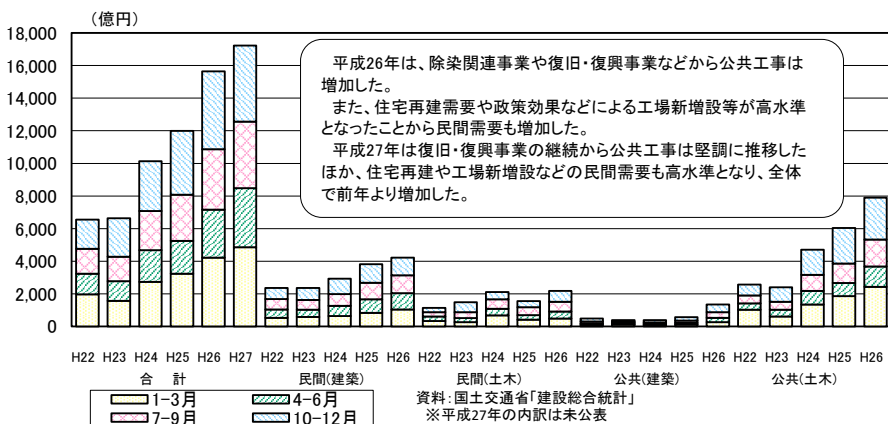 （億円）
18,000
16,000
14,000
12,000
10,000
8,000
6,000
4,000
2,000
0
平成26年は、除染関連事業や復旧・復興事業などから公共工事は
増加した。
また、住宅再建需要や政策効果などによる工場新増設等が高水準
となったことから民間需要も増加した。
平成27年は復旧・復興事業の継続から公共工事は堅調に推移した
ほか、住宅再建や工場新増設などの民間需要も高水準となり、全体
で前年より増加した。
H22 H23 H24 H25 H26 H27 H22 H23 H24 H25 H26 H22 H23 H24 H25 H26 H22 H23 H24 H25 H26 H22 H23 H24 H25 H26
合　計 民間(建築) 民間(土木) 公共(建築) 公共(土木)
1-3月 4-6月
7-9月 10-12月
資料：国土交通省「建設総合統計」
※平成27年の内訳は未公表